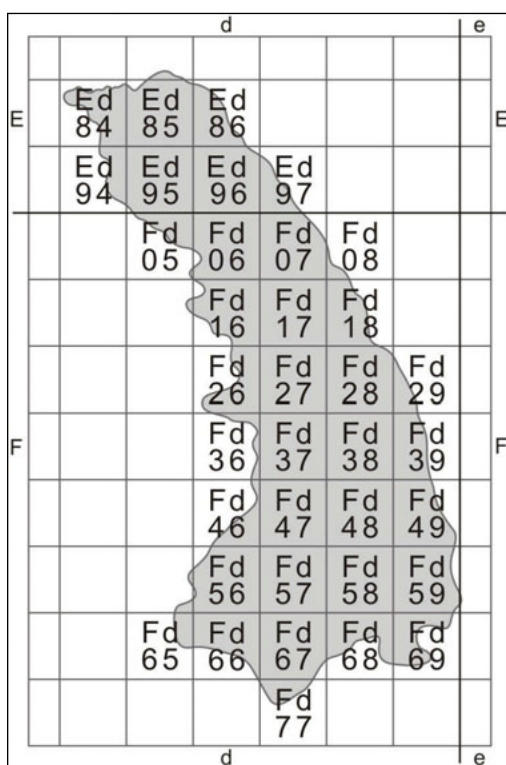 d e
Ed Ed Ed
E 84 85 86 E
Ed Ed Ed Ed
94 95 96 97
Fd Fd Fd Fd
05 06 07 08
Fd Fd Fd
16 17 18
Fd Fd Fd Fd
26 27 28 29
Fd Fd Fd Fd
F 36 37 38 39 F
Fd Fd Fd Fd
46 47 48 49
Fd Fd Fd Fd
56 57 58 59
Fd Fd Fd Fd Fd
65 66 67 68 69
Fd
77
d e